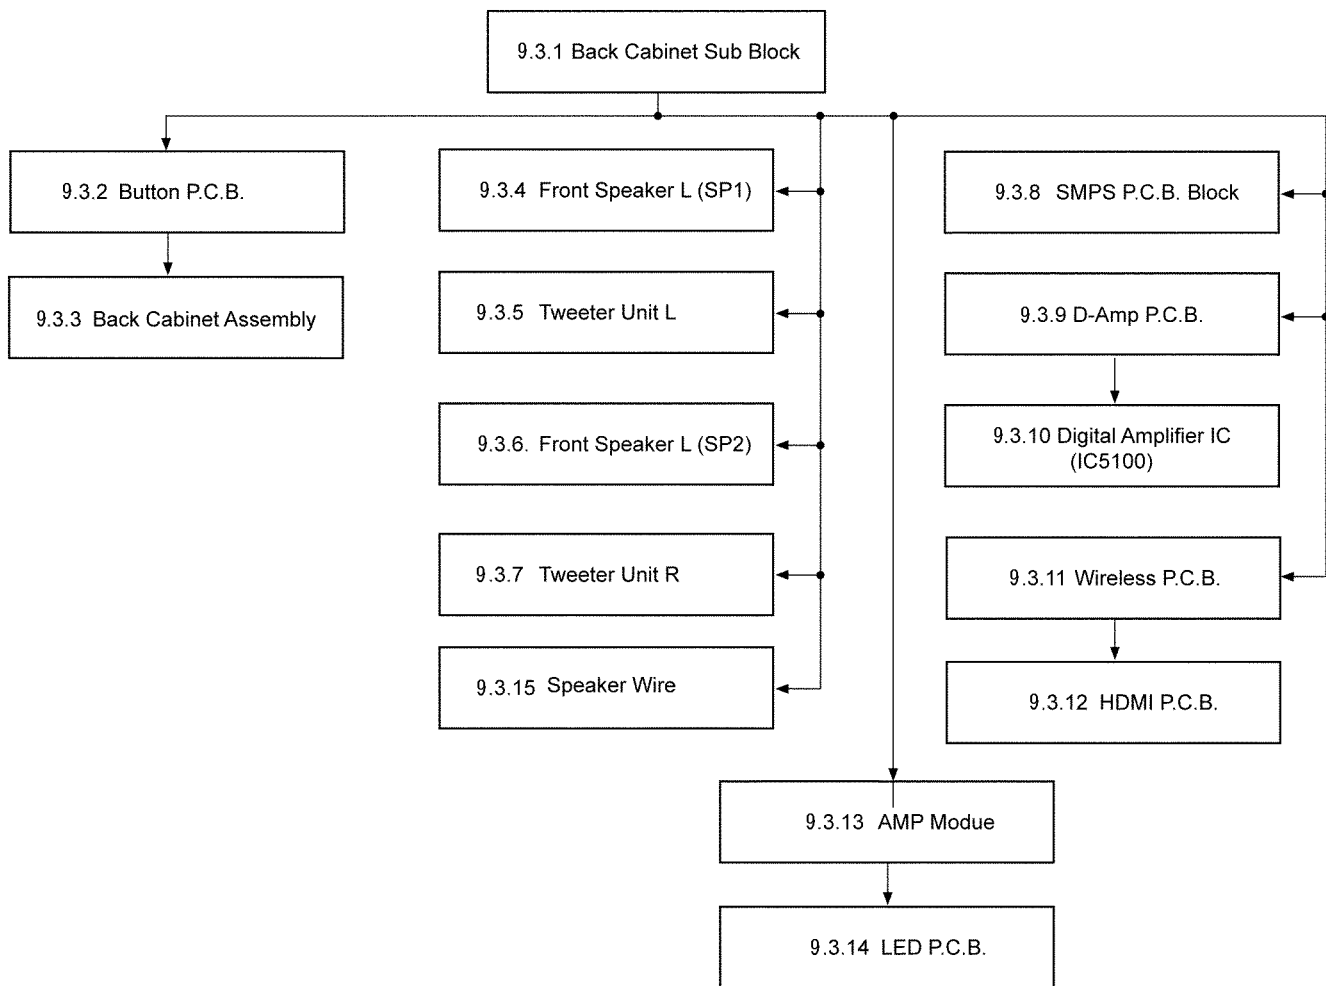 9.3.1 Back Cabinet Sub Block
9.3.2 Button P.C.B.
9.3.3 Back Cabinet Assembly
9.3.4 Front Speaker L (SP1)
9.3.5 Tweeter Unit L
9.3.6. Front Speaker L (SP2)
9.3.7 Tweeter Unit R
9.3.15 Speaker Wire
9.3.8 SMPS P.C.B. Block
9.3.9 D-Amp P.C.B.
9.3.10 Digital Amplifier IC
(IC5100)
9.3.11 Wireless P.C.B.
9.3.12 HDMI P.C.B.
9.3.13 AMP Modue
9.3.14 LED P.C.B.